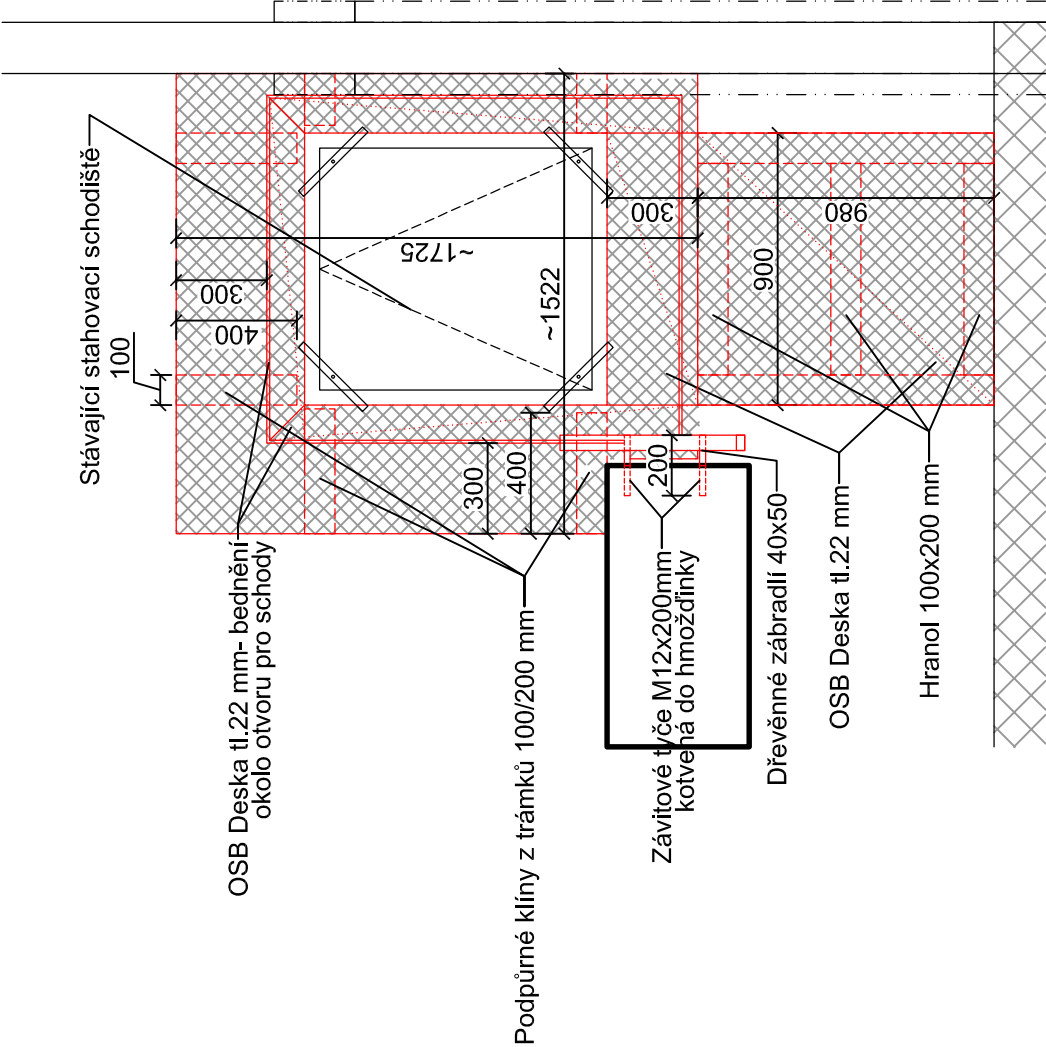 Stávající stahovací schodiště
100
OSB Deska tl.22 mm- bednění
okolo otvoru pro schody
300
400
~1725
~1522
300
980
900
300
400
200
Podpůrné klíny z trámků 100/200 mm
Závitové tyče M12x200mm
kotvená do hmoždinky
Dřevěnné zábradlí 40x50
OSB Deska tl.22 mm
Hranol 100x200 mm